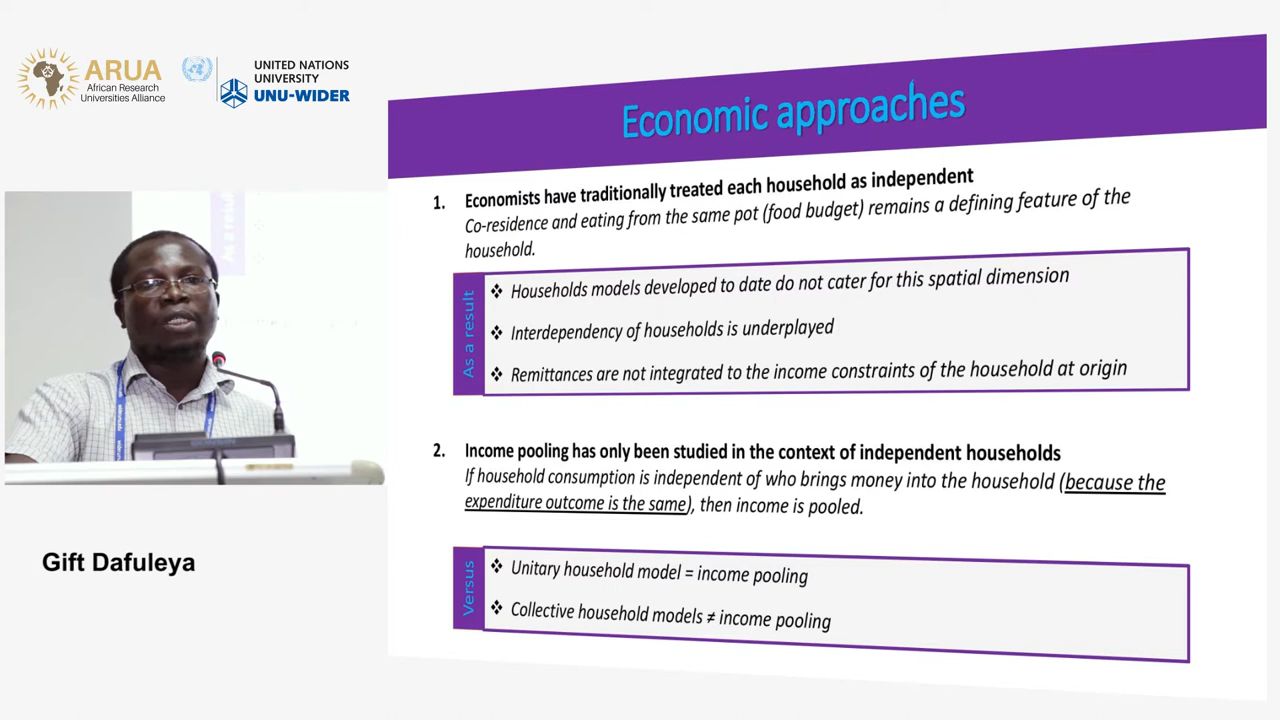 ARUA
African Research
Universities Alliance
UNITED NATIONS
UNIVERSITY
UNU-WIDER
Economic approaches
1. Economists have traditionally treated each household as independent
Co-residence and eating from the same pot (food budget) remains a defining feature of the
household.
As a result
❖ Households models developed to date do not cater for this spatial dimension
❖ Interdependency of households is underplayed
❖ Remittances are not integrated to the income constraints of the household at origin
2. Income pooling has only been studied in the context of independent households
If household consumption is independent of who brings money into the household (because the
expenditure outcome is the same), then income is pooled.
Versus
❖ Unitary household model = income pooling
❖ Collective household models ≠ income pooling
As a result
Gift Dafuleya